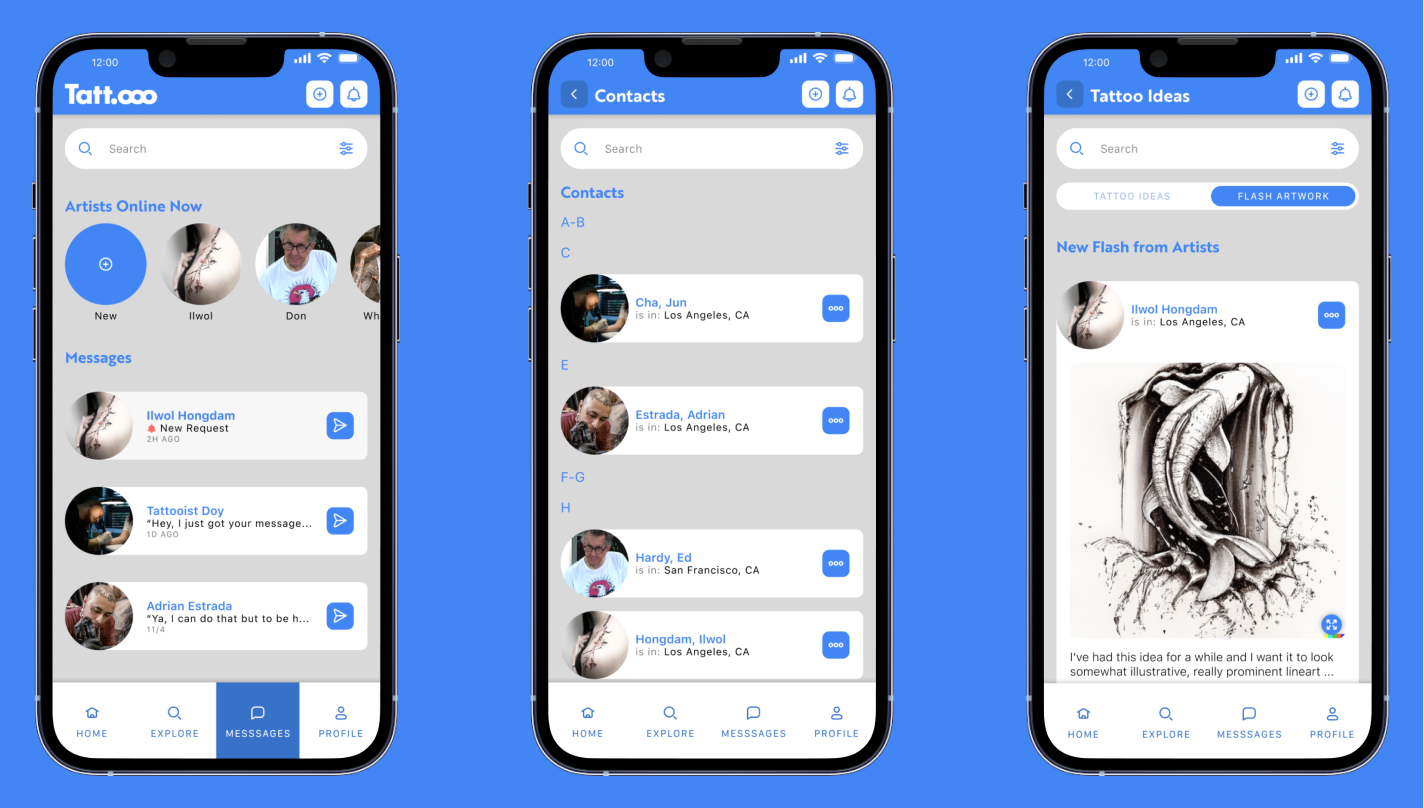 12:00
Tatt.ooo
Search
Artists Online Now
New
Ilwol
Don
Wh
Messages
Ilwol Hongdam
New Request
2H AGO
Tattooist Doy
“Hey, I just got your message...
1D AGO
Adrian Estrada
“Ya, I can do that but to be h...
11/4
HOME
EXPLORE
MESSSAGES
PROFILE
12:00
Contacts
Search
Contacts
A-B
C
Cha, Jun
is in: Los Angeles, CA
E
Estrada, Adrian
is in: Los Angeles, CA
F-G
H
Hardy, Ed
is in: San Francisco, CA
Hongdam, Ilwol
is in: Los Angeles, CA
HOME
EXPLORE
MESSSAGES
PROFILE
12:00
Tattoo Ideas
Search
TATTOO IDEAS
FLASH ARTWORK
New Flash from Artists
Ilwol Hongdam
is in: Los Angeles, CA
I've had this idea for a while and I want it to look
somewhat illustrative, really prominent lineart ...
HOME
EXPLORE
MESSSAGES
PROFILE